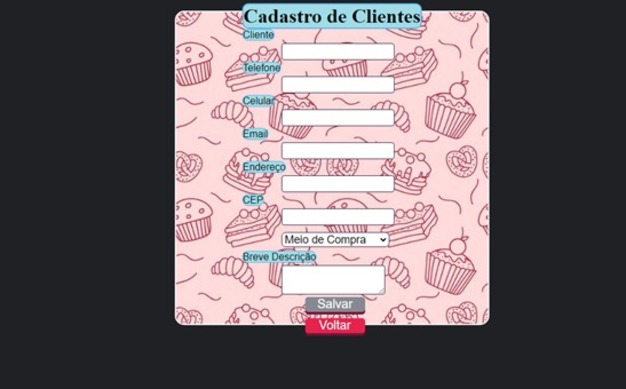 Cadastro de Clientes
Cliente
Telefone
Celular
Email
Endereço
CEP
Meio de Compra
Breve Descrição
Salvar
Voltar